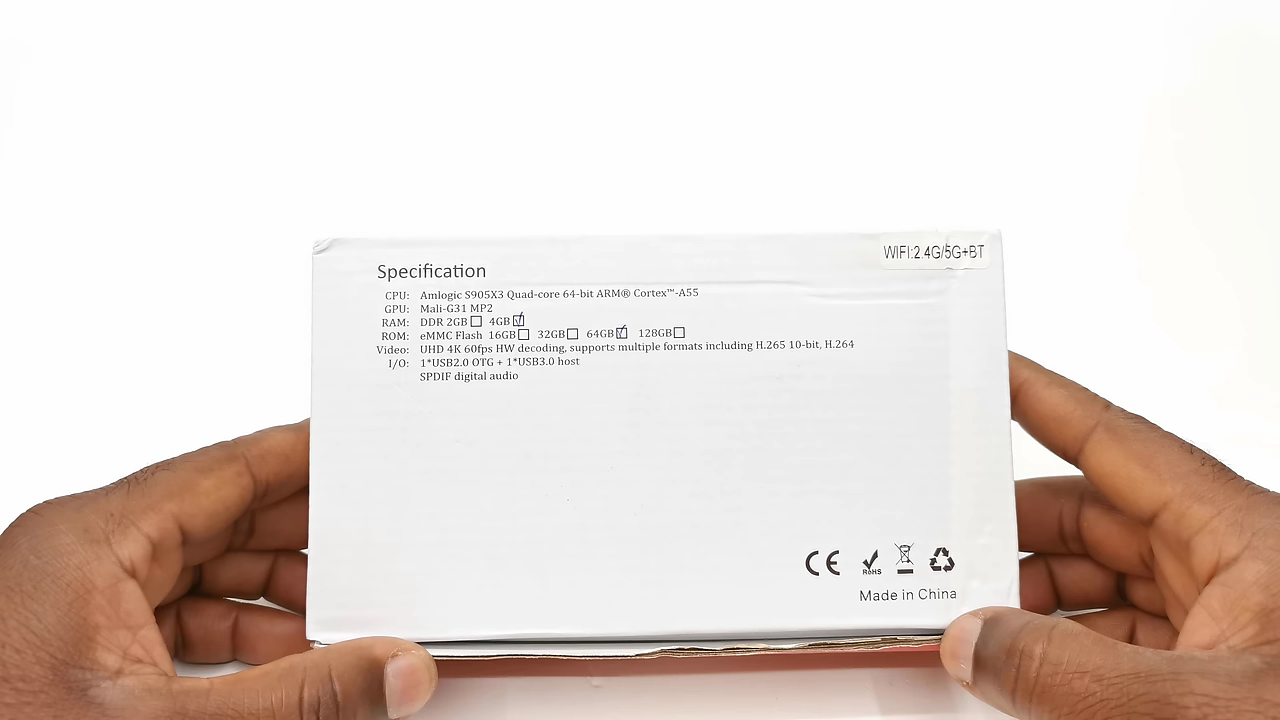 WIFI:2.4G/5G+BT
Specification
CPU: Amlogic S905X3 Quad-core 64-bit ARM® Cortex™-A55
GPU: Mali-G31 MP2
RAM: DDR 2GB☐ 4GB☑
ROM: eMMC Flash 16GB☐ 32GB☐ 64GB☑ 128GB☐
Video: UHD 4K 60fps HW decoding, supports multiple formats including H.265 10-bit, H.264
I/O: 1*USB2.0 OTG + 1*USB3.0 host
SPDIF digital audio
CE RoHS
Made in China